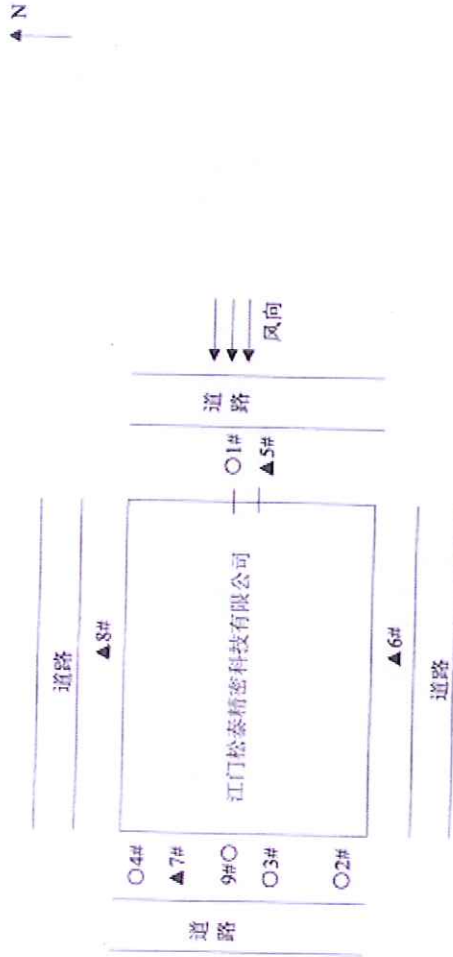 N
道路
▲8#
○4#
▲7#
9#○
○3#
○2#
道路
江门松泰精密科技有限公司
○1#
▲5#
道路
风向
▲6#
道路